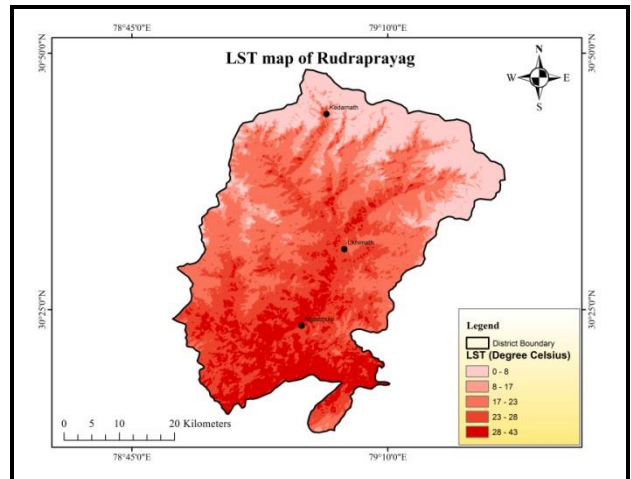 78°45'0"E
79°10'0"E
30°50'0"N
30°50'0"N
LST map of Rudraprayag
N
W
E
S
Kedarnath
Ukhimath
30°25'0"N
30°25'0"N
Legend
District Boundary
LST (Degree Celsius)
0 - 8
8 - 17
17 - 23
23 - 28
28 - 43
0 5 10 20 Kilometers
78°45'0"E
79°10'0"E